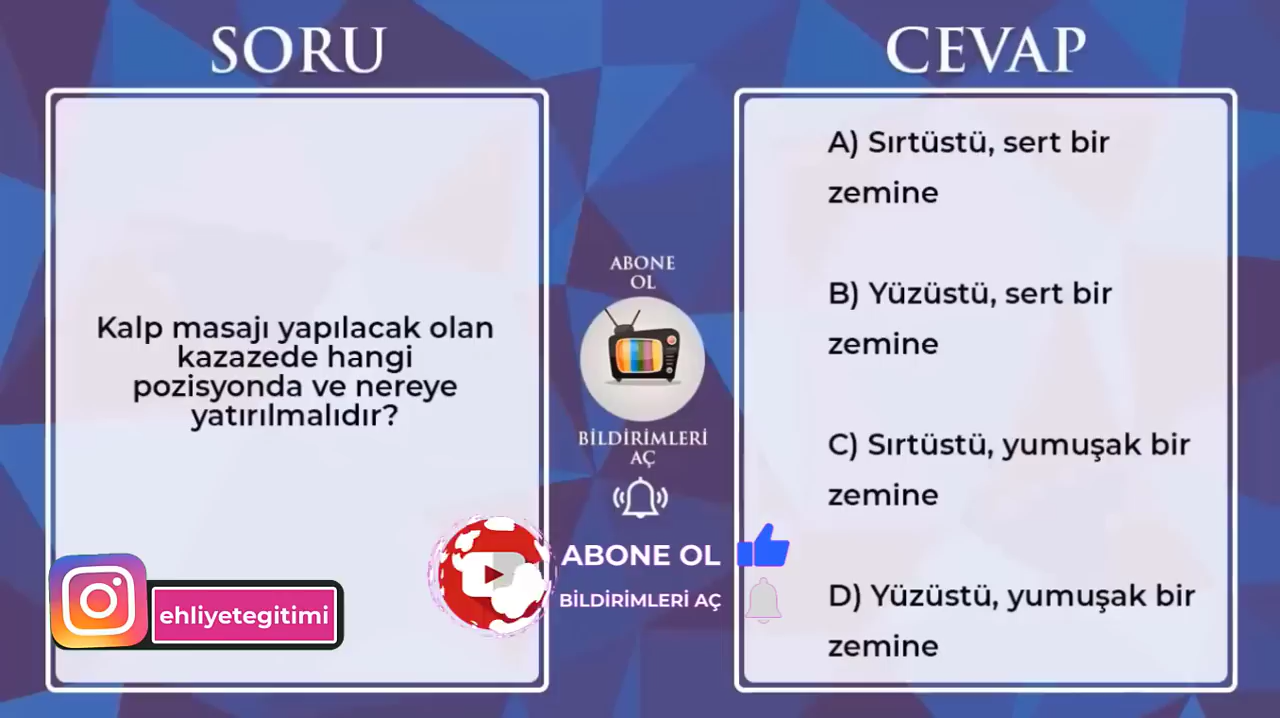 SORU
Kalp masajı yapılacak olan
kazazede hangi
pozisyonda ve nereye
yatırılmalıdır?
ehliyetegitimi
ABONE
OL
BİLDİRİMLERİ
AÇ
ABONE OL
BİLDİRİMLERİ AÇ
CEVAP
A) Sırtüstü, sert bir
zemine
B) Yüzüstü, sert bir
zemine
C) Sırtüstü, yumuşak bir
zemine
D) Yüzüstü, yumuşak bir
zemine